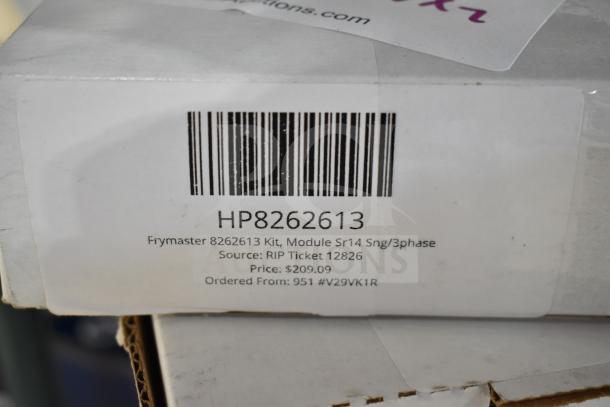 tions.com
HP8262613
Frymaster 8262613 Kit, Module Sr14 Sng/3phase
Source: RIP Ticket 12826
Price: $209.09
Ordered From: 951 #V29VK1R